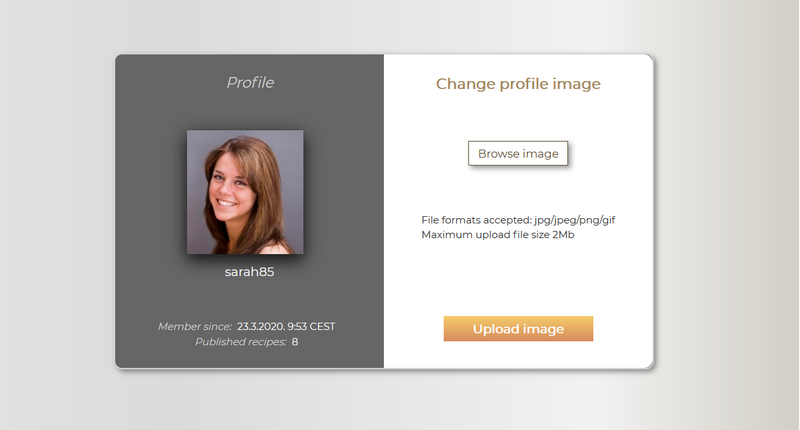 Profile
sarah85
Member since: 23.3.2020. 9:53 CEST
Published recipes: 8
Change profile image
Browse image
File formats accepted: jpg/jpeg/png/gif
Maximum upload file size 2Mb
Upload image